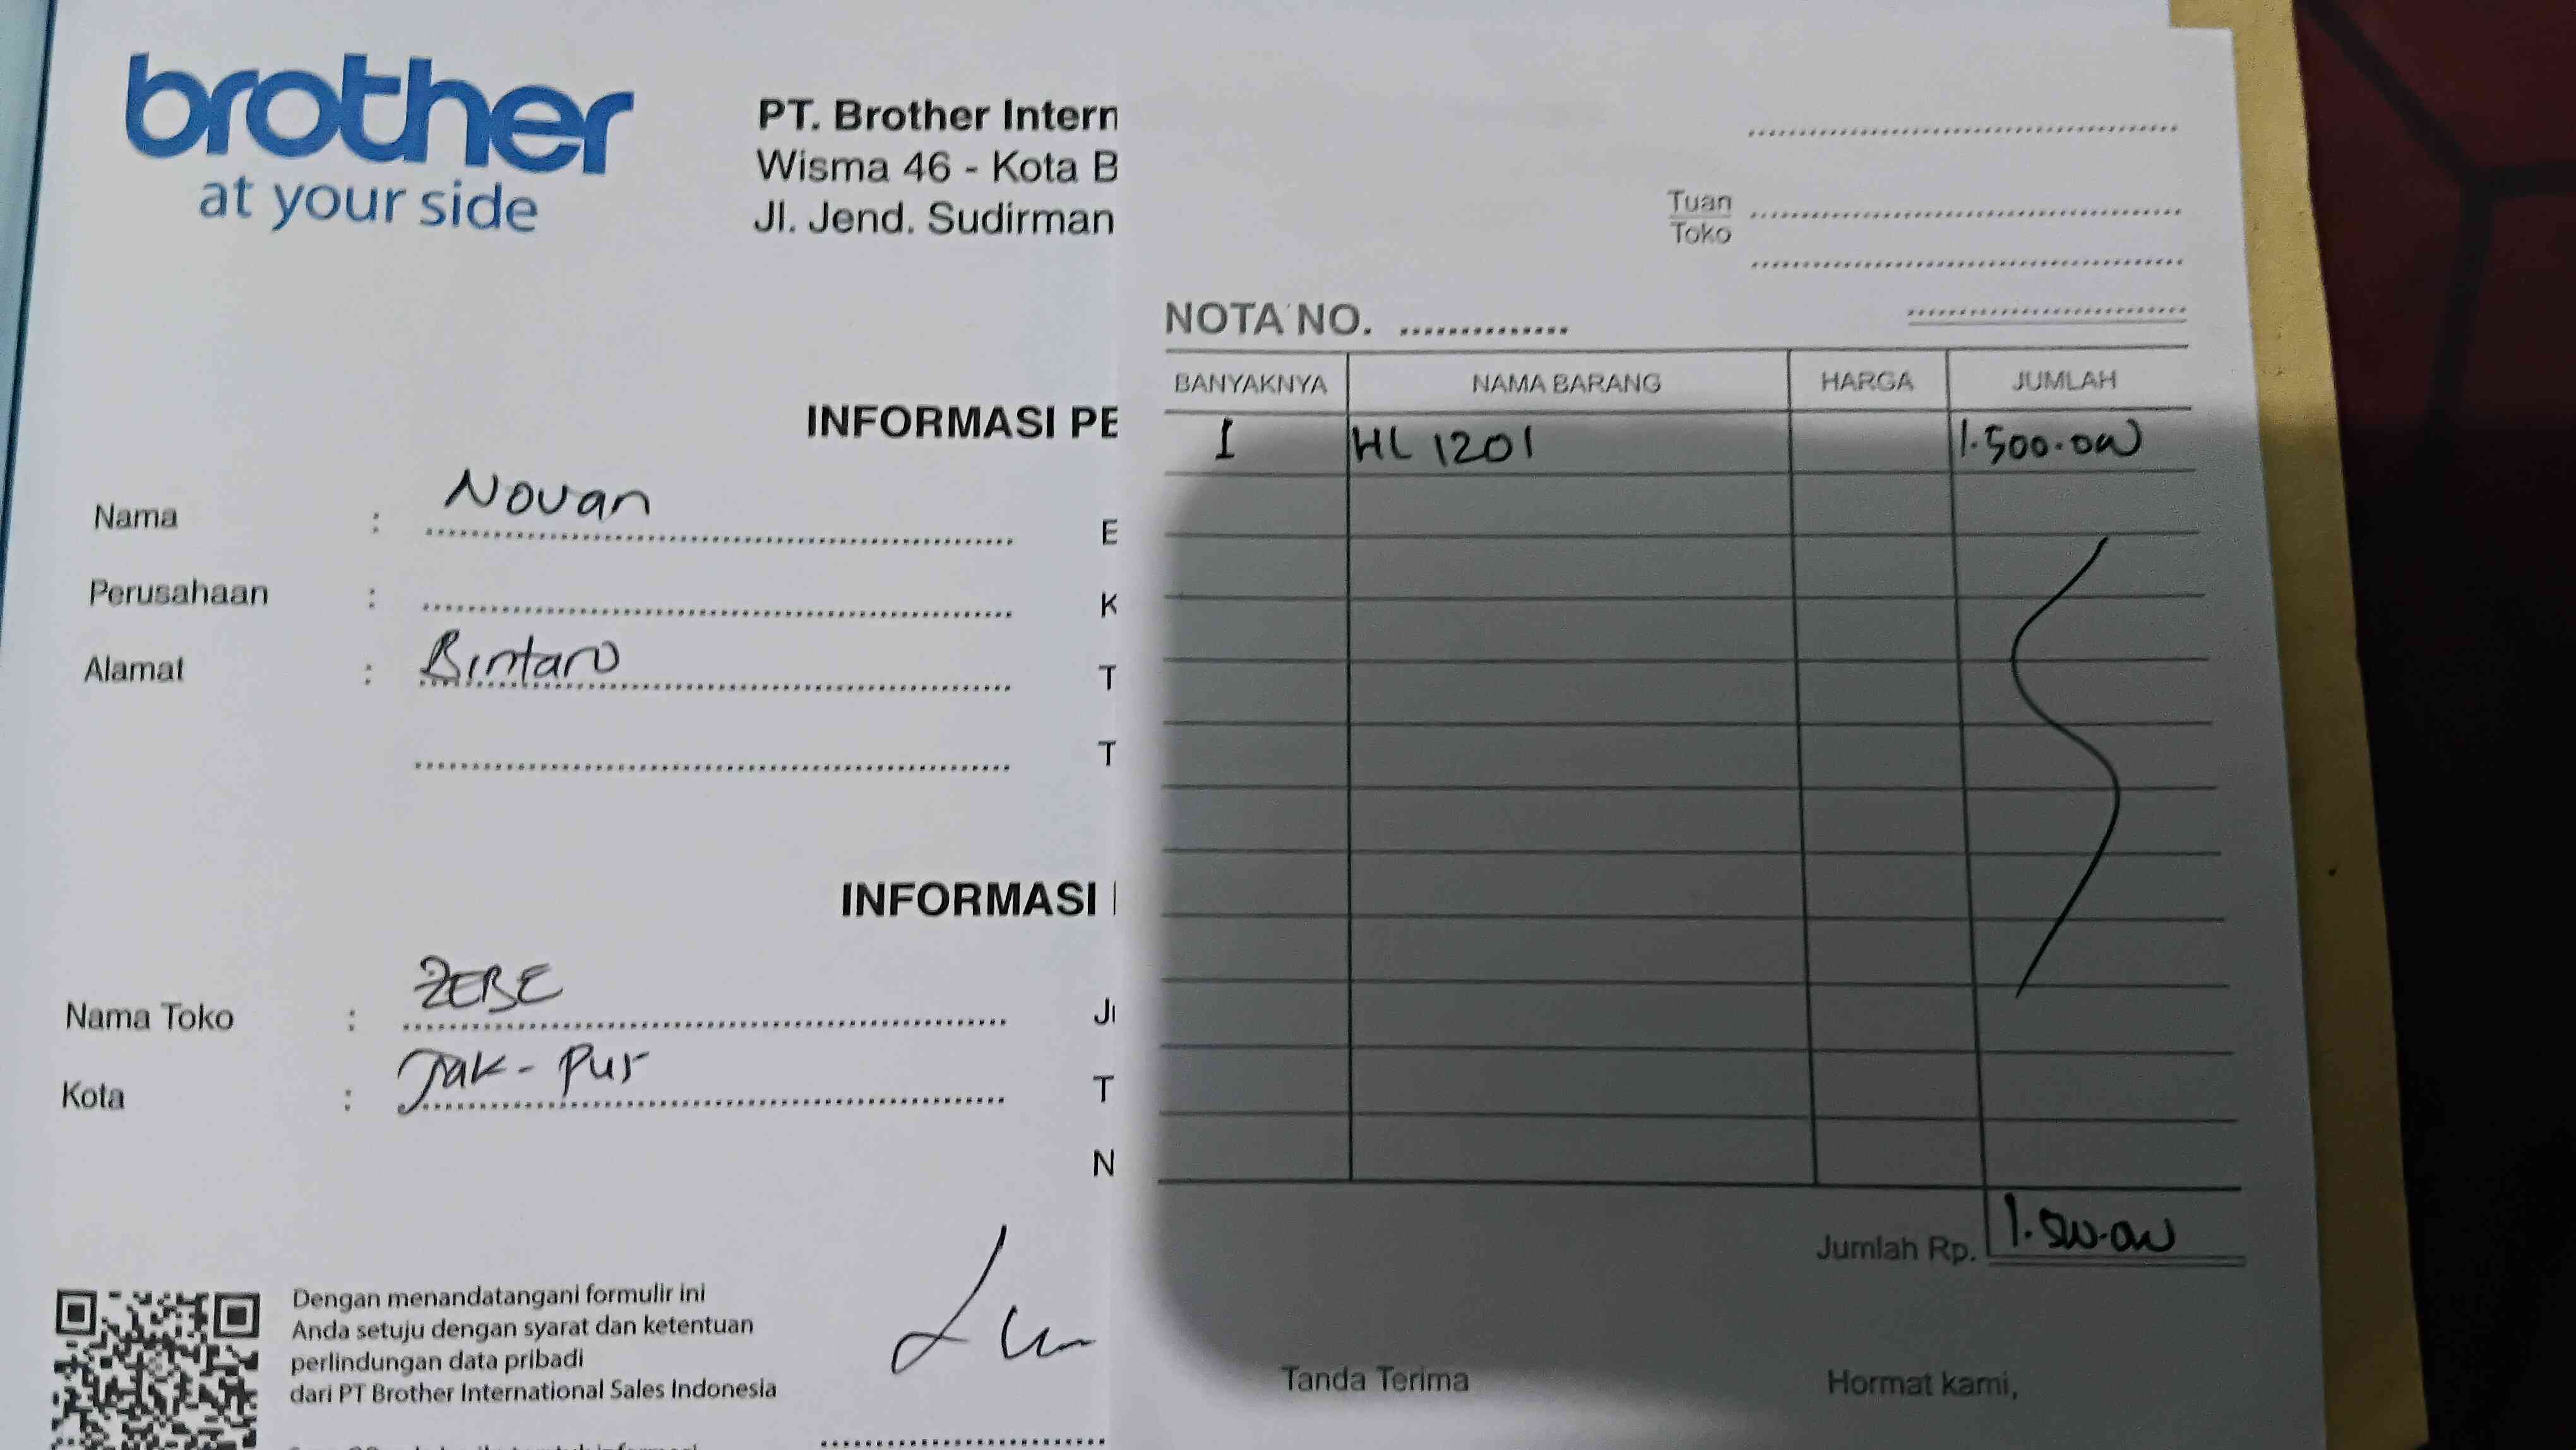 brother
at your side
PT. Brother Intern
Wisma 46 - Kota B
Jl. Jend. Sudirman
INFORMASI PE
Nama : Novan
E
Perusahaan :
K
Alamat : Bintaro
T
T
INFORMASI
Nama Toko : ZEBE
J
Kota : Jak-Pus
T
N
Dengan menandatangani formulir ini
Anda setuju dengan syarat dan ketentuan
perlindungan data pribadi
dari PT Brother International Sales Indonesia
Tuan
Toko
NOTA NO.
BANYAKNYA NAMA BARANG HARGA JUMLAH
1 HL 1201 1.500.000
Jumlah Rp. 1.500.000
Tanda Terima Hormat kami,